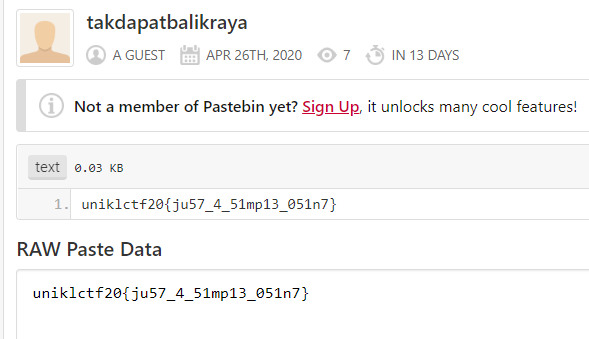 takdapatbalikraya
A GUEST APR 26TH, 2020 7 IN 13 DAYS
Not a member of Pastebin yet? Sign Up, it unlocks many cool features!
text 0.03 KB
1. uniklctf20{ju57_4_51mp13_051n7}
RAW Paste Data
uniklctf20{ju57_4_51mp13_051n7}